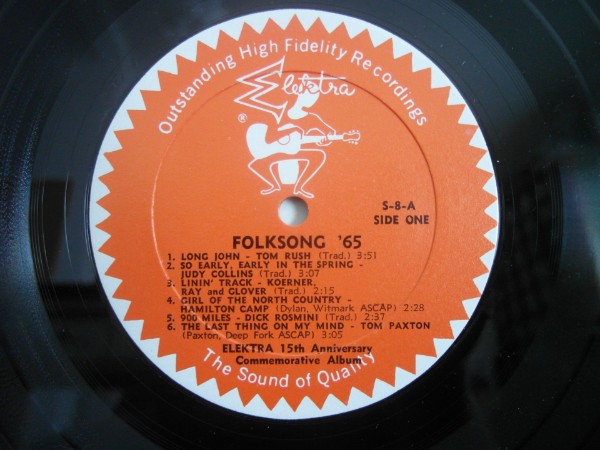 Outstanding High Fidelity Recordings
Elektra
®
S-8-A
SIDE ONE
FOLKSONG '65
1. LONG JOHN - TOM RUSH (Trad.) 3:51
2. SO EARLY, EARLY IN THE SPRING -
JUDY COLLINS (Trad.) 3:07
3. LININ' TRACK - KOERNER,
RAY and GLOVER (Trad.) 2:15
4. GIRL OF THE NORTH COUNTRY -
HAMILTON CAMP (Dylan, Witmark ASCAP) 2:28
5. 900 MILES - DICK ROSMINI (Trad.) 2:37
6. THE LAST THING ON MY MIND - TOM PAXTON
(Paxton, Deep Fork ASCAP) 3:05
ELEKTRA 15th Anniversary
Commemorative Album
The Sound of Quality